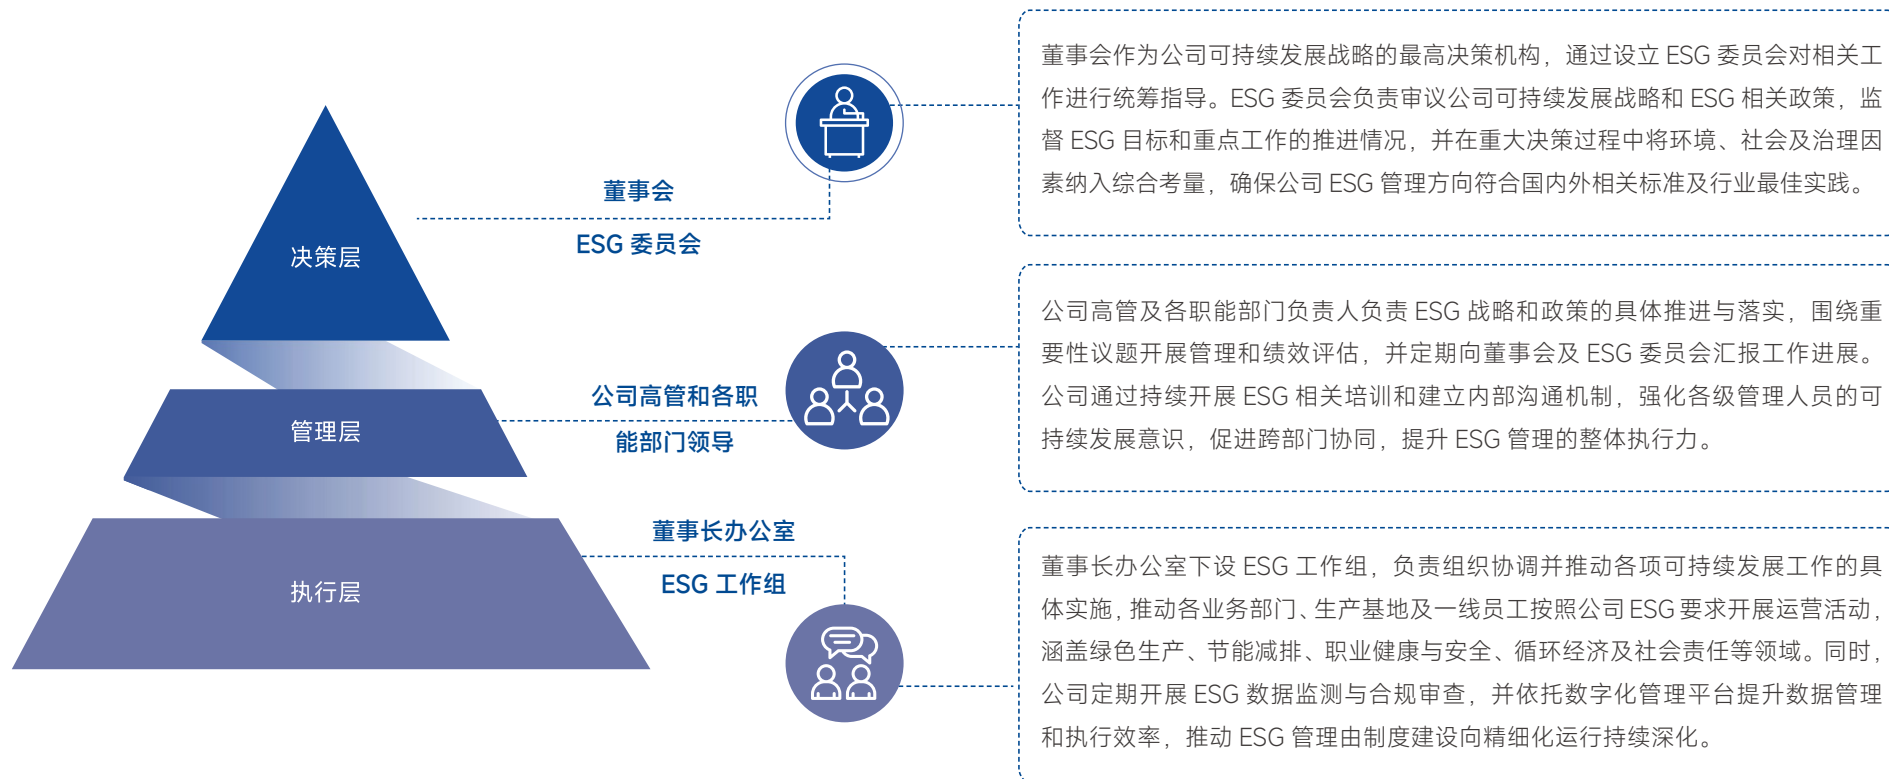 决策层
董事会
ESG 委员会
董事会作为公司可持续发展战略的最高决策机构，通过设立 ESG 委员会对相关工
作进行统筹指导。ESG 委员会负责审议公司可持续发展战略和 ESG 相关政策，监
督 ESG 目标和重点工作的推进情况，并在重大决策过程中将环境、社会及治理因
素纳入综合考量，确保公司 ESG 管理方向符合国内外相关标准及行业最佳实践。
管理层
公司高管和各职
能部门领导
公司高管及各职能部门负责人负责 ESG 战略和政策的具体推进与落实，围绕重
要性议题开展管理和绩效评估，并定期向董事会及 ESG 委员会汇报工作进展。
公司通过持续开展 ESG 相关培训和建立内部沟通机制，强化各级管理人员的可
持续发展意识，促进跨部门协同，提升 ESG 管理的整体执行力。
执行层
董事长办公室
ESG 工作组
董事长办公室下设 ESG 工作组，负责组织协调并推动各项可持续发展工作的具
体实施，推动各业务部门、生产基地及一线员工按照公司 ESG 要求开展运营活动，
涵盖绿色生产、节能减排、职业健康与安全、循环经济及社会责任等领域。同时，
公司定期开展 ESG 数据监测与合规审查，并依托数字化管理平台提升数据管理
和执行效率，推动 ESG 管理由制度建设向精细化运行持续深化。